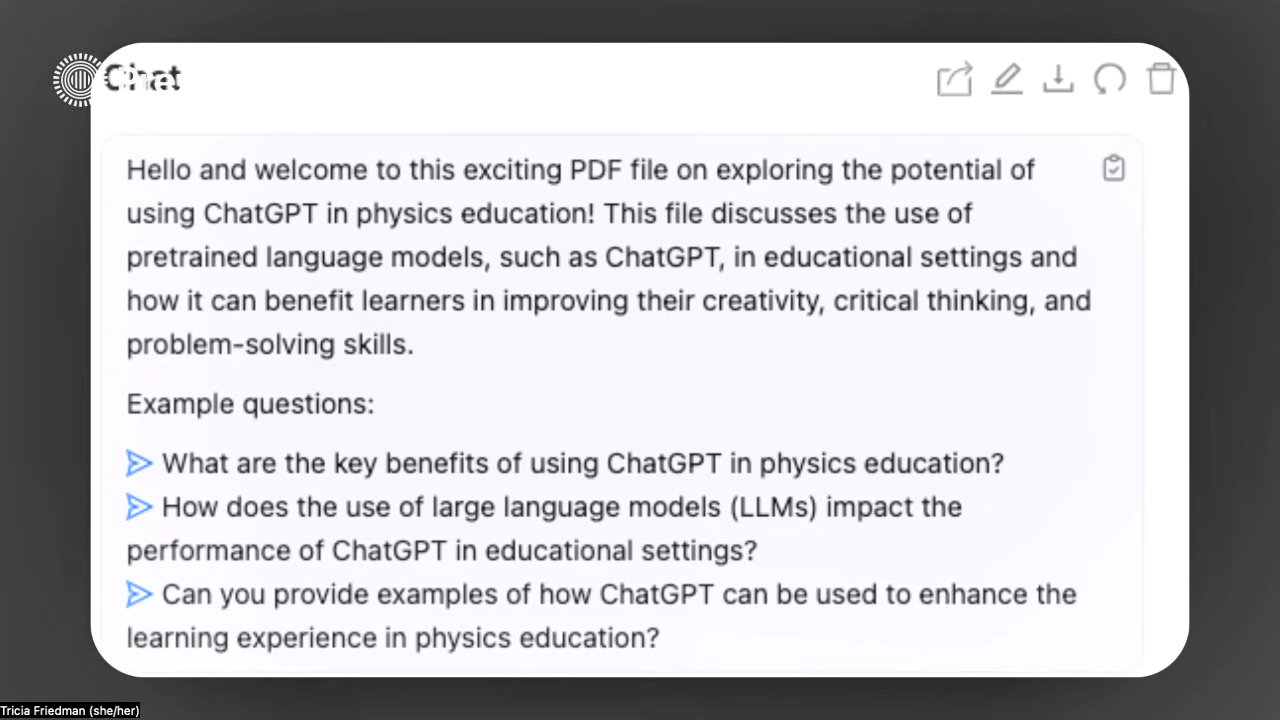 Chat
Hello and welcome to this exciting PDF file on exploring the potential of
using ChatGPT in physics education! This file discusses the use of
pretrained language models, such as ChatGPT, in educational settings and
how it can benefit learners in improving their creativity, critical thinking, and
problem-solving skills.
Example questions:
What are the key benefits of using ChatGPT in physics education?
How does the use of large language models (LLMs) impact the
performance of ChatGPT in educational settings?
Can you provide examples of how ChatGPT can be used to enhance the
learning experience in physics education?
Tricia Friedman (she/her)